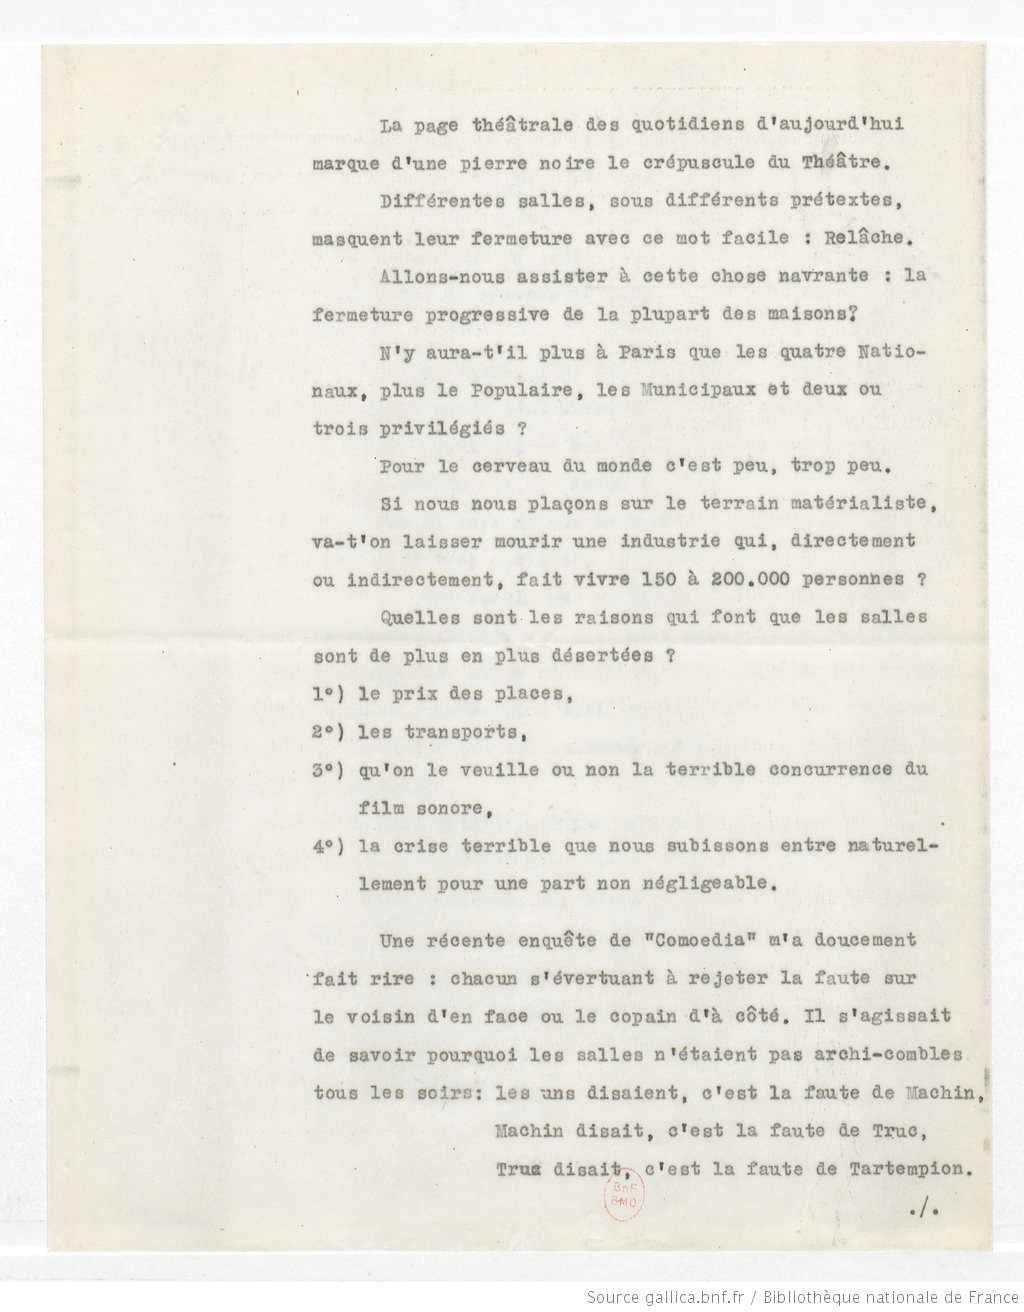 La page théâtrale des quotidiens d'aujourd'hui
marque d'une pierre noire le crépuscule du Théâtre.
Différentes salles, sous différents prétextes,
masquent leur fermeture avec ce mot facile : Relâche.
Allons-nous assister à cette chose navrante : la
fermeture progressive de la plupart des maisons?
N'y aura-t'il plus à Paris que les quatre Natio-
naux, plus le Populaire, les Municipaux et deux ou
trois privilégiés ?
Pour le cerveau du monde c'est peu, trop peu.
Si nous nous plaçons sur le terrain matérialiste,
va-t'on laisser mourir une industrie qui, directement
ou indirectement, fait vivre 150 à 200.000 personnes ?
Quelles sont les raisons qui font que les salles
sont de plus en plus désertées ?
1°) le prix des places,
2°) les transports,
3°) qu'on le veuille ou non la terrible concurrence du
film sonore,
4°) la crise terrible que nous subissons entre naturel-
lement pour une part non négligeable.
Une récente enquête de "Comoedia" m'a doucement
fait rire : chacun s'évertuant à rejeter la faute sur
le voisin d'en face ou le copain d'à côté. Il s'agissait
de savoir pourquoi les salles n'étaient pas archi-combles
tous les soirs: les uns disaient, c'est la faute de Machin,
Machin disait, c'est la faute de Truc,
Truc disait, c'est la faute de Tartempion.
BnF
BMO
./.
Source gallica.bnf.fr / Bibliothèque nationale de France